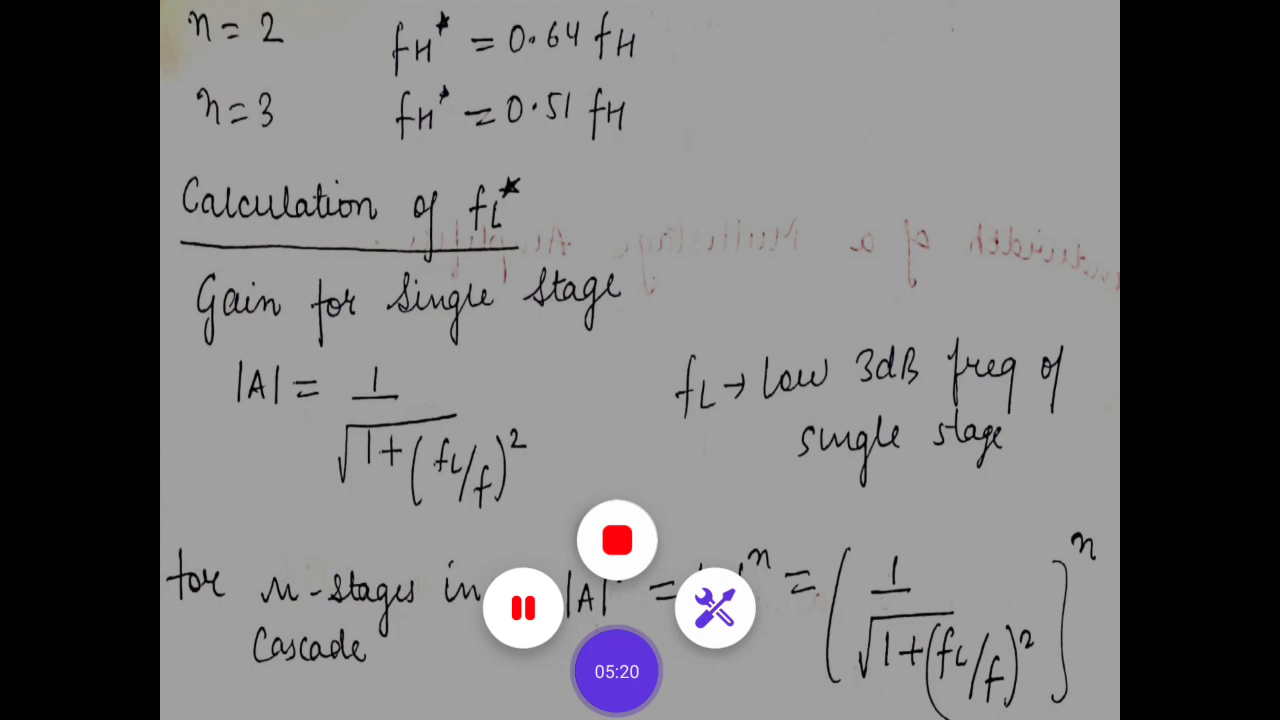 n = 2 fH* = 0.64 fH
n = 3 fH* = 0.51 fH
Calculation of fL*
Gain for Single Stage
|A| = 1 / √(1 + (fL/f)²) fL → Low 3dB freq of
single stage
for n-stages in |A| = n = ( 1 / √(1 + (fL/f)²) ]ⁿ
Cascade
05:20